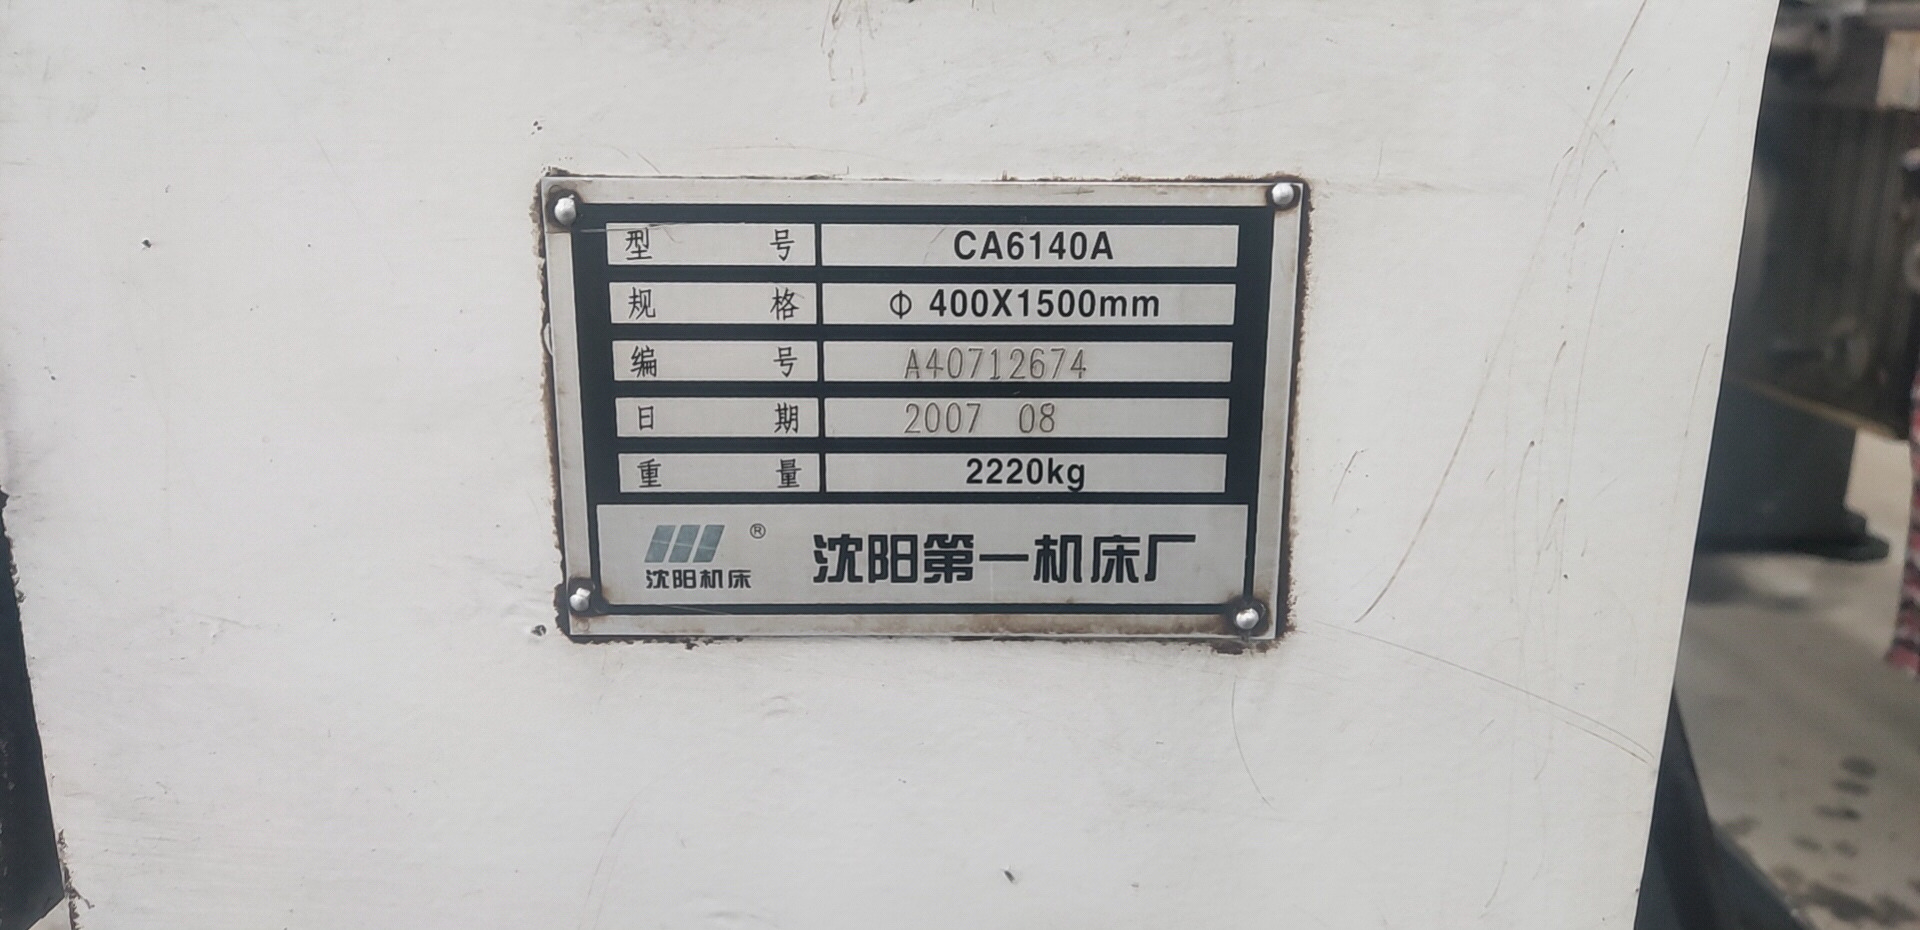 型 号 CA6140A
规 格 Φ 400X1500mm
编 号 A40712674
日 期 2007 08
重 量 2220kg
® 沈阳第一机床厂
沈阳机床